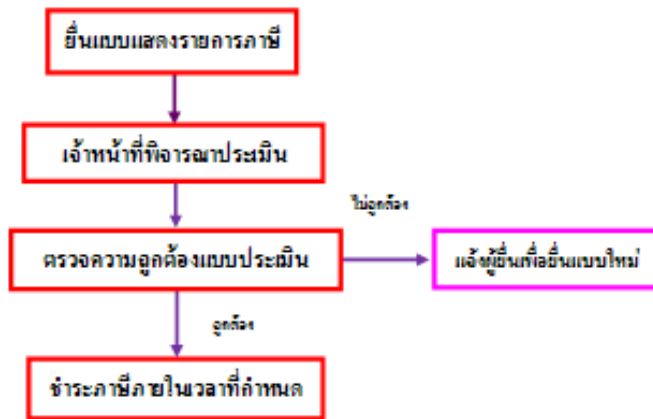 ยื่นแบบแสดงรายการภาษี
เจ้าหน้าที่พิจารณาประเมิน
ไม่ถูกต้อง
ตรวจความถูกต้องแบบประเมิน
แจ้งผู้ยื่นเพื่อยื่นแบบใหม่
ถูกต้อง
ชำระภาษีภายในเวลาที่กำหนด